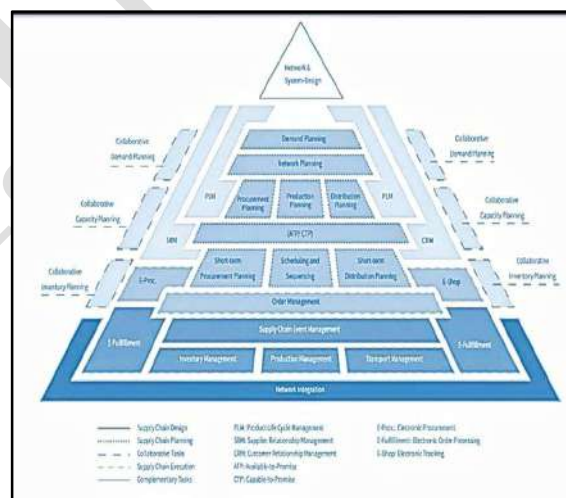 Network &
System-Design
Demand Planning
Network Planning
Procurement
Planning
Production
Planning
Distribution
Planning
PLM
PLM
(ATP/CTP)
SRM
CRM
Short-term
Procurement Planning
Scheduling and
Sequencing
Short-term
Distribution Planning
E-Proc.
E-Shop
Order Management
E-Fulfillment
Supply Chain Event Management
E-Fulfillment
Inventory Management
Production Management
Transport Management
Network Integration
Collaborative
Demand Planning
Collaborative
Capacity Planning
Collaborative
Inventory Planning
Collaborative
Demand Planning
Collaborative
Capacity Planning
Collaborative
Inventory Planning
Supply Chain Design
Supply Chain Planning
Collaborative Tasks
Supply Chain Execution
Complementary Tasks
PLM: Product Life Cycle Management
SRM: Supplier Relationship Management
CRM: Customer Relationship Management
ATP: Available-to-Promise
CTP: Capable-to-Promise
E-Proc.: Electronic Procurement
E-Fulfillment: Electronic Order Processing
E-Shop: Electronic Tracking